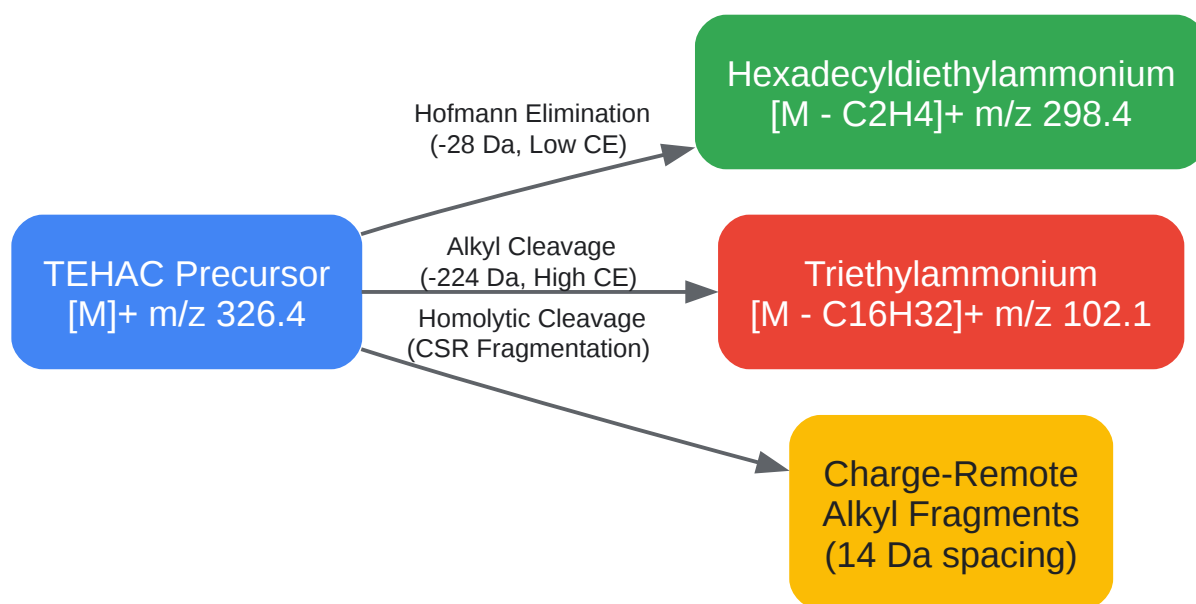 Hexadecyldiethylammonium
[M - C2H4]+ m/z 298.4
Hofmann Elimination
(-28 Da, Low CE)
TEHAC Precursor
[M]+ m/z 326.4
Alkyl Cleavage
(-224 Da, High CE)
Triethylammonium
[M - C16H32]+ m/z 102.1
Homolytic Cleavage
(CSR Fragmentation)
Charge-Remote
Alkyl Fragments
(14 Da spacing)